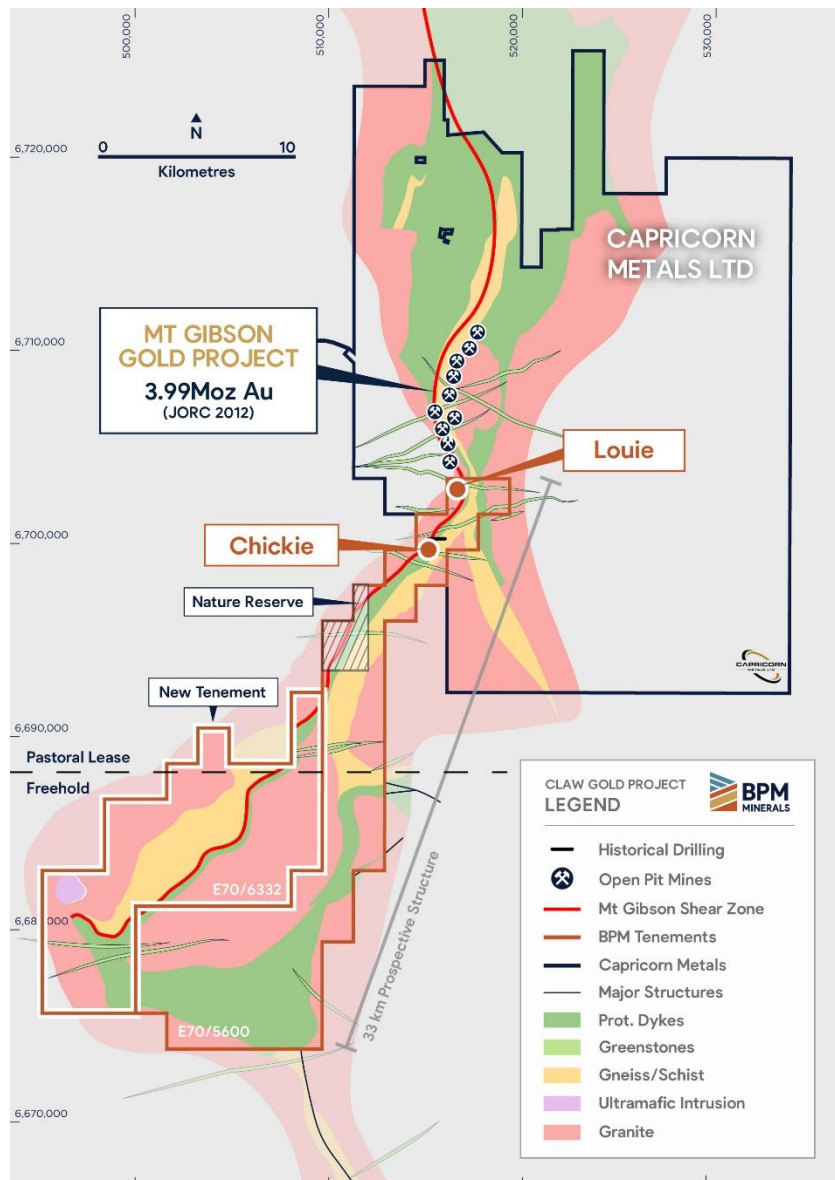 500,000
510,000
520,000
530,000
6,720,000
6,710,000
6,700,000
6,690,000
6,670,000
N
0 10
Kilometres
CAPRICORN
METALS LTD
MT GIBSON
GOLD PROJECT
3.99Moz Au
(JORC 2012)
Louie
Chickie
Nature Reserve
New Tenement
Pastoral Lease
Freehold
E70/6332
E70/5600
33 km Prospective Structure
CAPRICORN
METALS LTD
CLAW GOLD PROJECT
LEGEND
BPM
MINERALS
Historical Drilling
Open Pit Mines
Mt Gibson Shear Zone
BPM Tenements
Capricorn Metals
Major Structures
Prot. Dykes
Greenstones
Gneiss/Schist
Ultramafic Intrusion
Granite